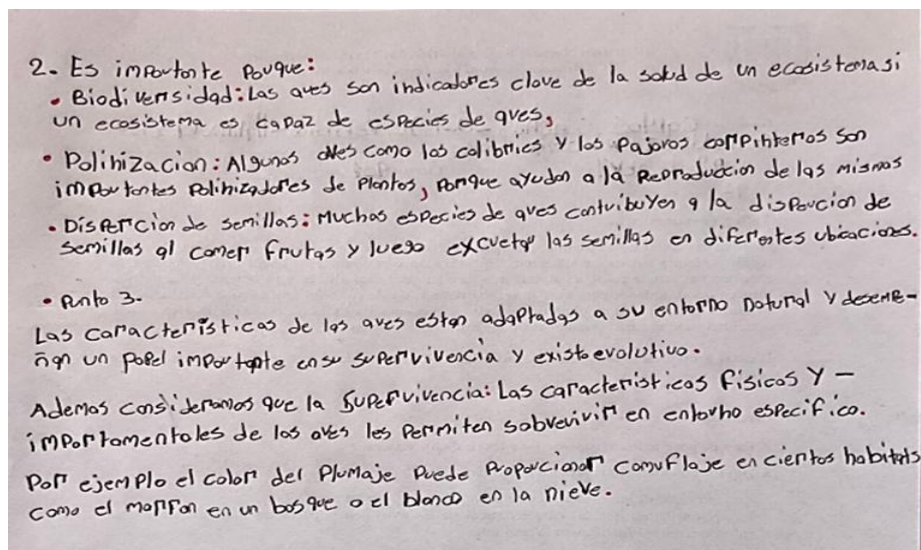 2. Es importante porque:
• Biodiversidad: Las aves son indicadores clave de la salud de un ecosistema si
un ecosistema es capaz de especies de aves,
• Polinizacion: Algunos aves como los colibries y los pajaros carpinteros son
importantes polinizadores de plantas, porque ayudan a la Reproduccion de las mismas
• Disperción de semillas: Muchas especies de aves contribuyen a la disperción de
semillas al comer frutas y luego excretar las semillas en diferentes ubicaciones.
• Punto 3.
Las características de las aves estan adaptadas a su entorno natural y deseme-
ñan un papel importante en su supervivencia y existo evolutivo.
Ademas consideramos que la supervivencia: Las caracteristicas físicas y -
importamentales de las aves les permiten sobrevivir en entorno especifico.
Por ejemplo el color del plumaje puede proporcionar camuflaje en ciertos habitats
como el marron en un bosque o el blanco en la nieve.